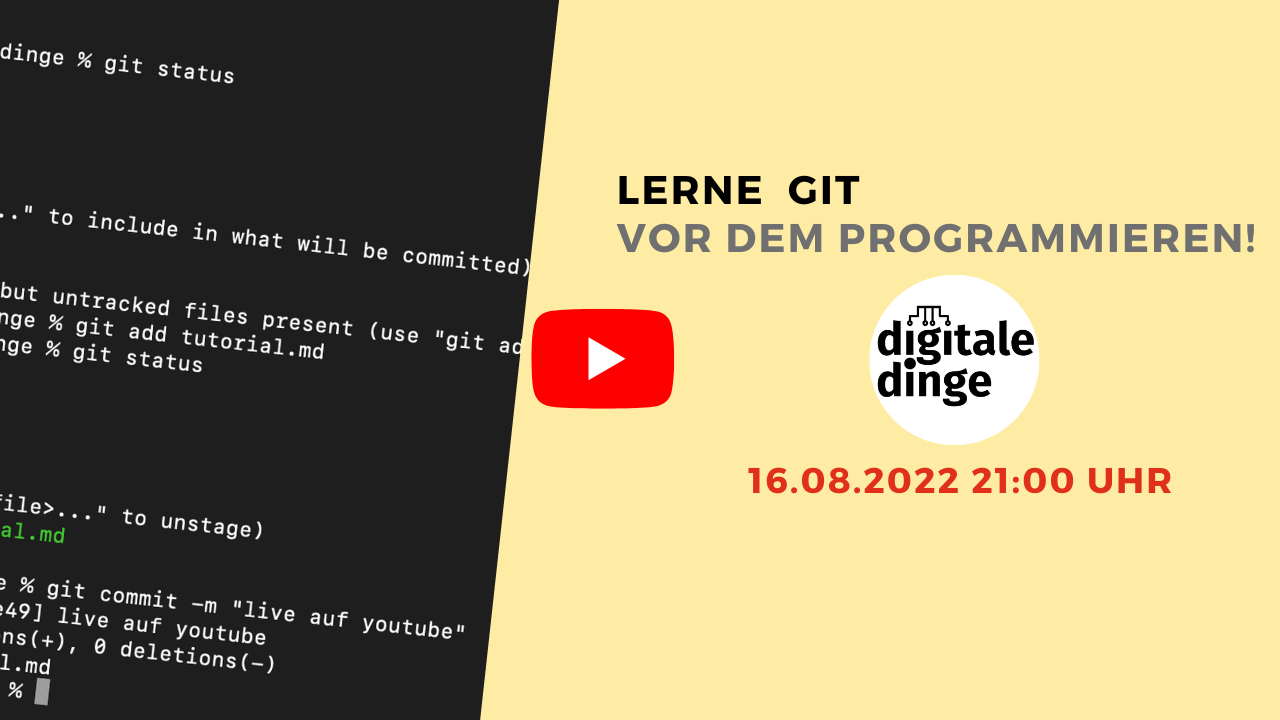 dinge % git status
.." to include in what will be committed)
but untracked files present (use "git ad
nge % git add tutorial.md
nge % git status
file>..." to unstage)
al.md
e % git commit -m "live auf youtube"
e49] live auf youtube
ns(+), 0 deletions(-)
l.md
%
LERNE GIT
VOR DEM PROGRAMMIEREN!
digitale
dinge
16.08.2022 21:00 UHR